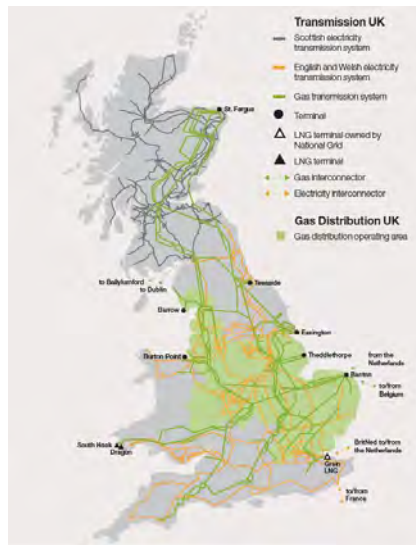 Transmission UK
Scottish electricity
transmission system
English and Welsh electricity
transmission system
Gas transmission system
Terminal
LNG terminal owned by
National Grid
LNG terminal
Gas interconnector
Electricity interconnector
Gas Distribution UK
Gas distribution operating area
St. Fergus
to Ballylumford
to Dublin
Teesside
Barrow
Easington
Theddlethorpe
Burton Point
from the
Netherlands
Bacton
to/from
Belgium
South Hook
Dragon
BritNed to/from
the Netherlands
Grain
LNG
to/from
France